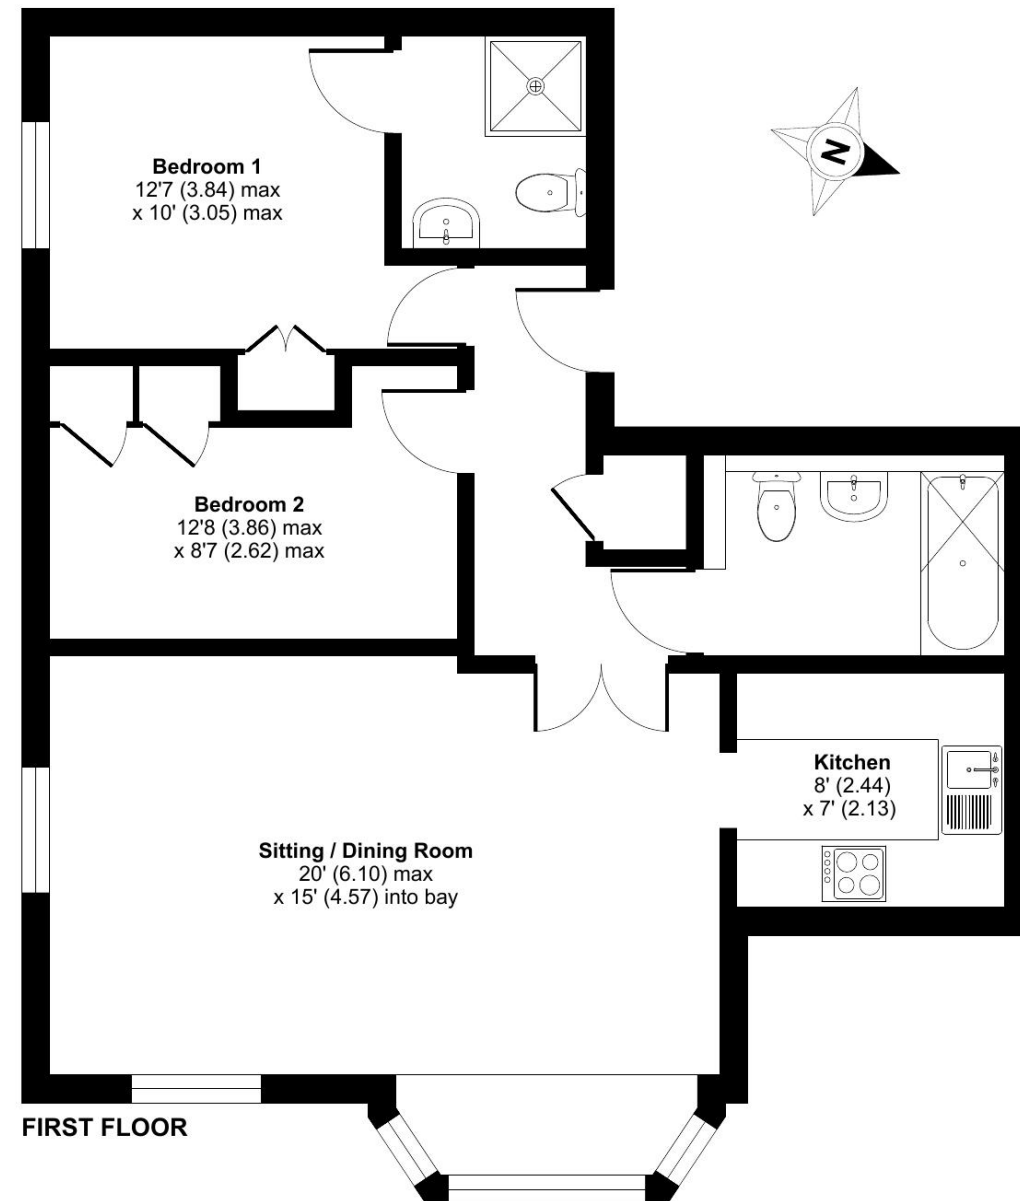 Bedroom 1
12'7 (3.84) max
x 10' (3.05) max
N
Bedroom 2
12'8 (3.86) max
x 8'7 (2.62) max
Kitchen
8' (2.44)
x 7' (2.13)
Sitting / Dining Room
20' (6.10) max
x 15' (4.57) into bay
FIRST FLOOR